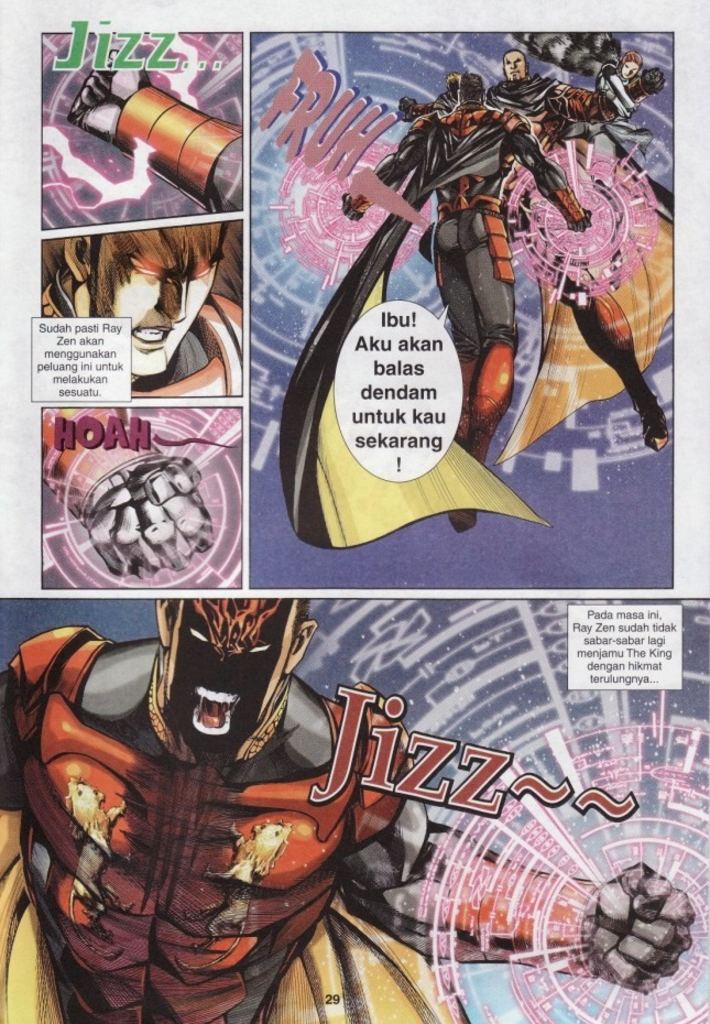 Jizz...
FRUH
Sudah pasti Ray
Zen akan
menggunakan
peluang ini untuk
melakukan
sesuatu.
Ibu!
Aku akan
balas
dendam
untuk kau
sekarang
!
HOAH
Pada masa ini,
Ray Zen sudah tidak
sabar-sabar lagi
menjamu The King
dengan hikmat
terulungnya...
Jizz~~
29